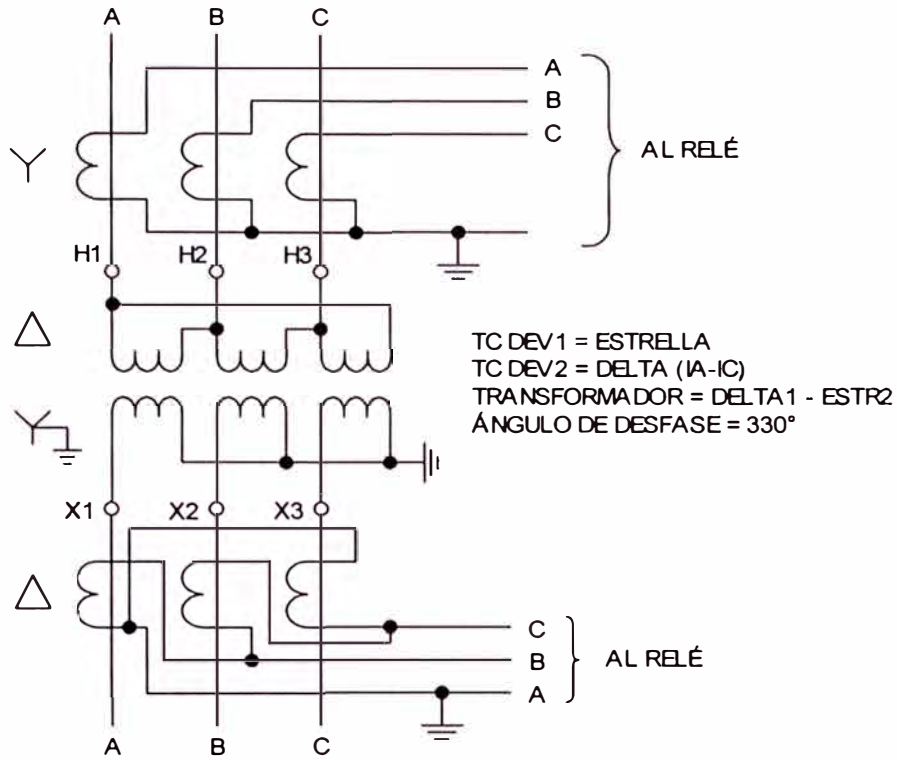 A B C
A
B
C
AL RELÉ
H1 H2 H3
TC DEV1 = ESTRELLA
TC DEV2 = DELTA (IA-IC)
TRANSFORMADOR = DELTA1 - ESTR2
ÁNGULO DE DESFASE = 330°
X1 X2 X3
C
B
A
AL RELÉ
A B C